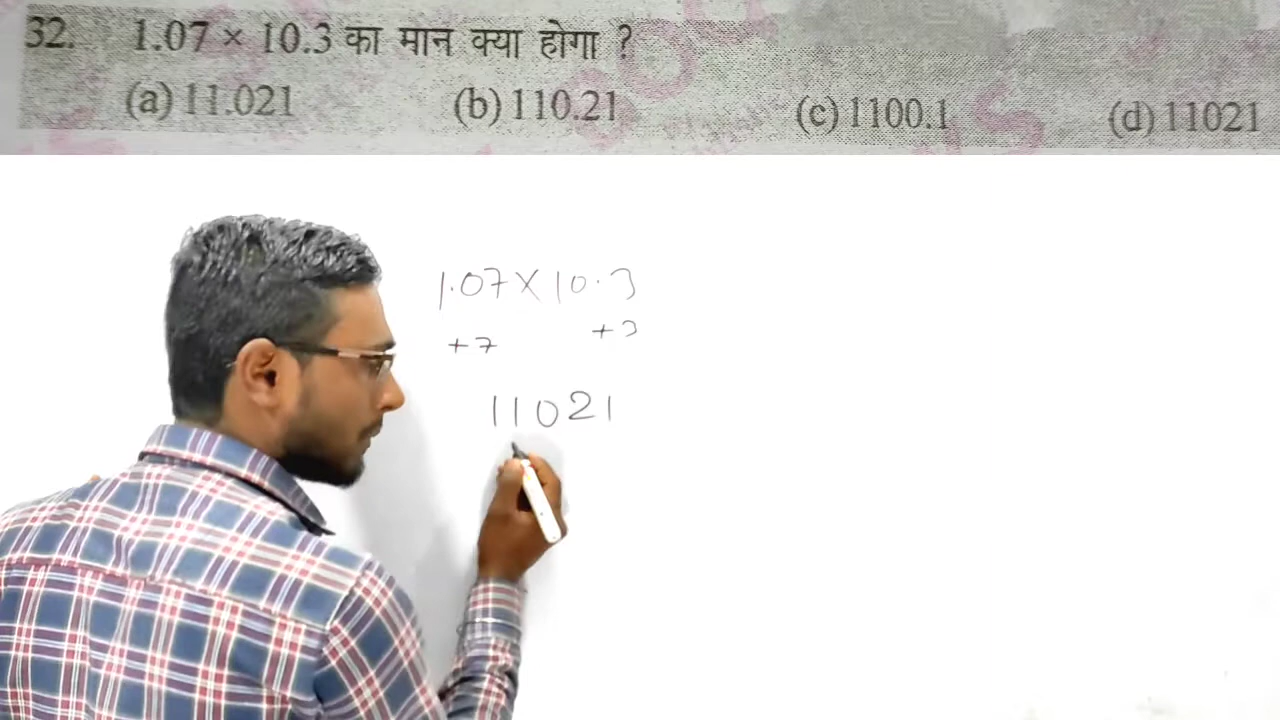 32. 1.07 × 10.3 का मान क्या होगा ?
(a) 11.021 (b) 110.21 (c) 1100.1 (d) 11021
1.07 × 10.3
+7 +3
11021